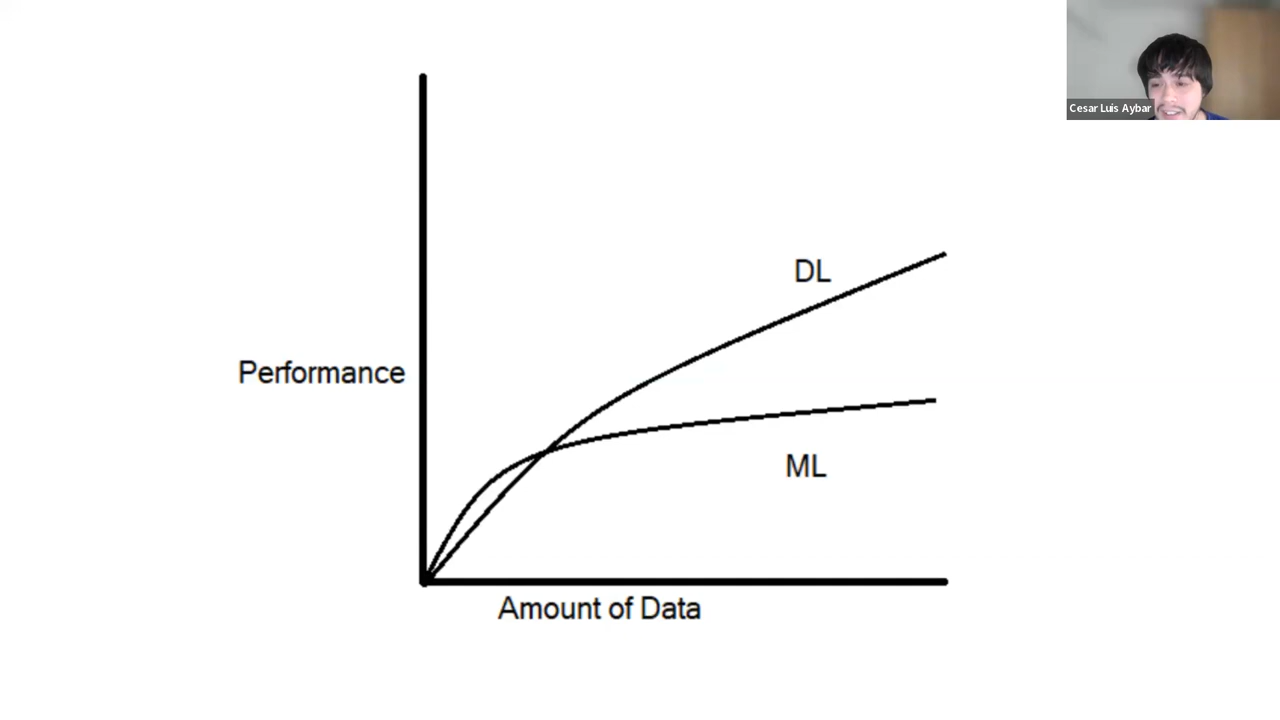 Cesar Luis Aybar
DL
Performance
ML
Amount of Data